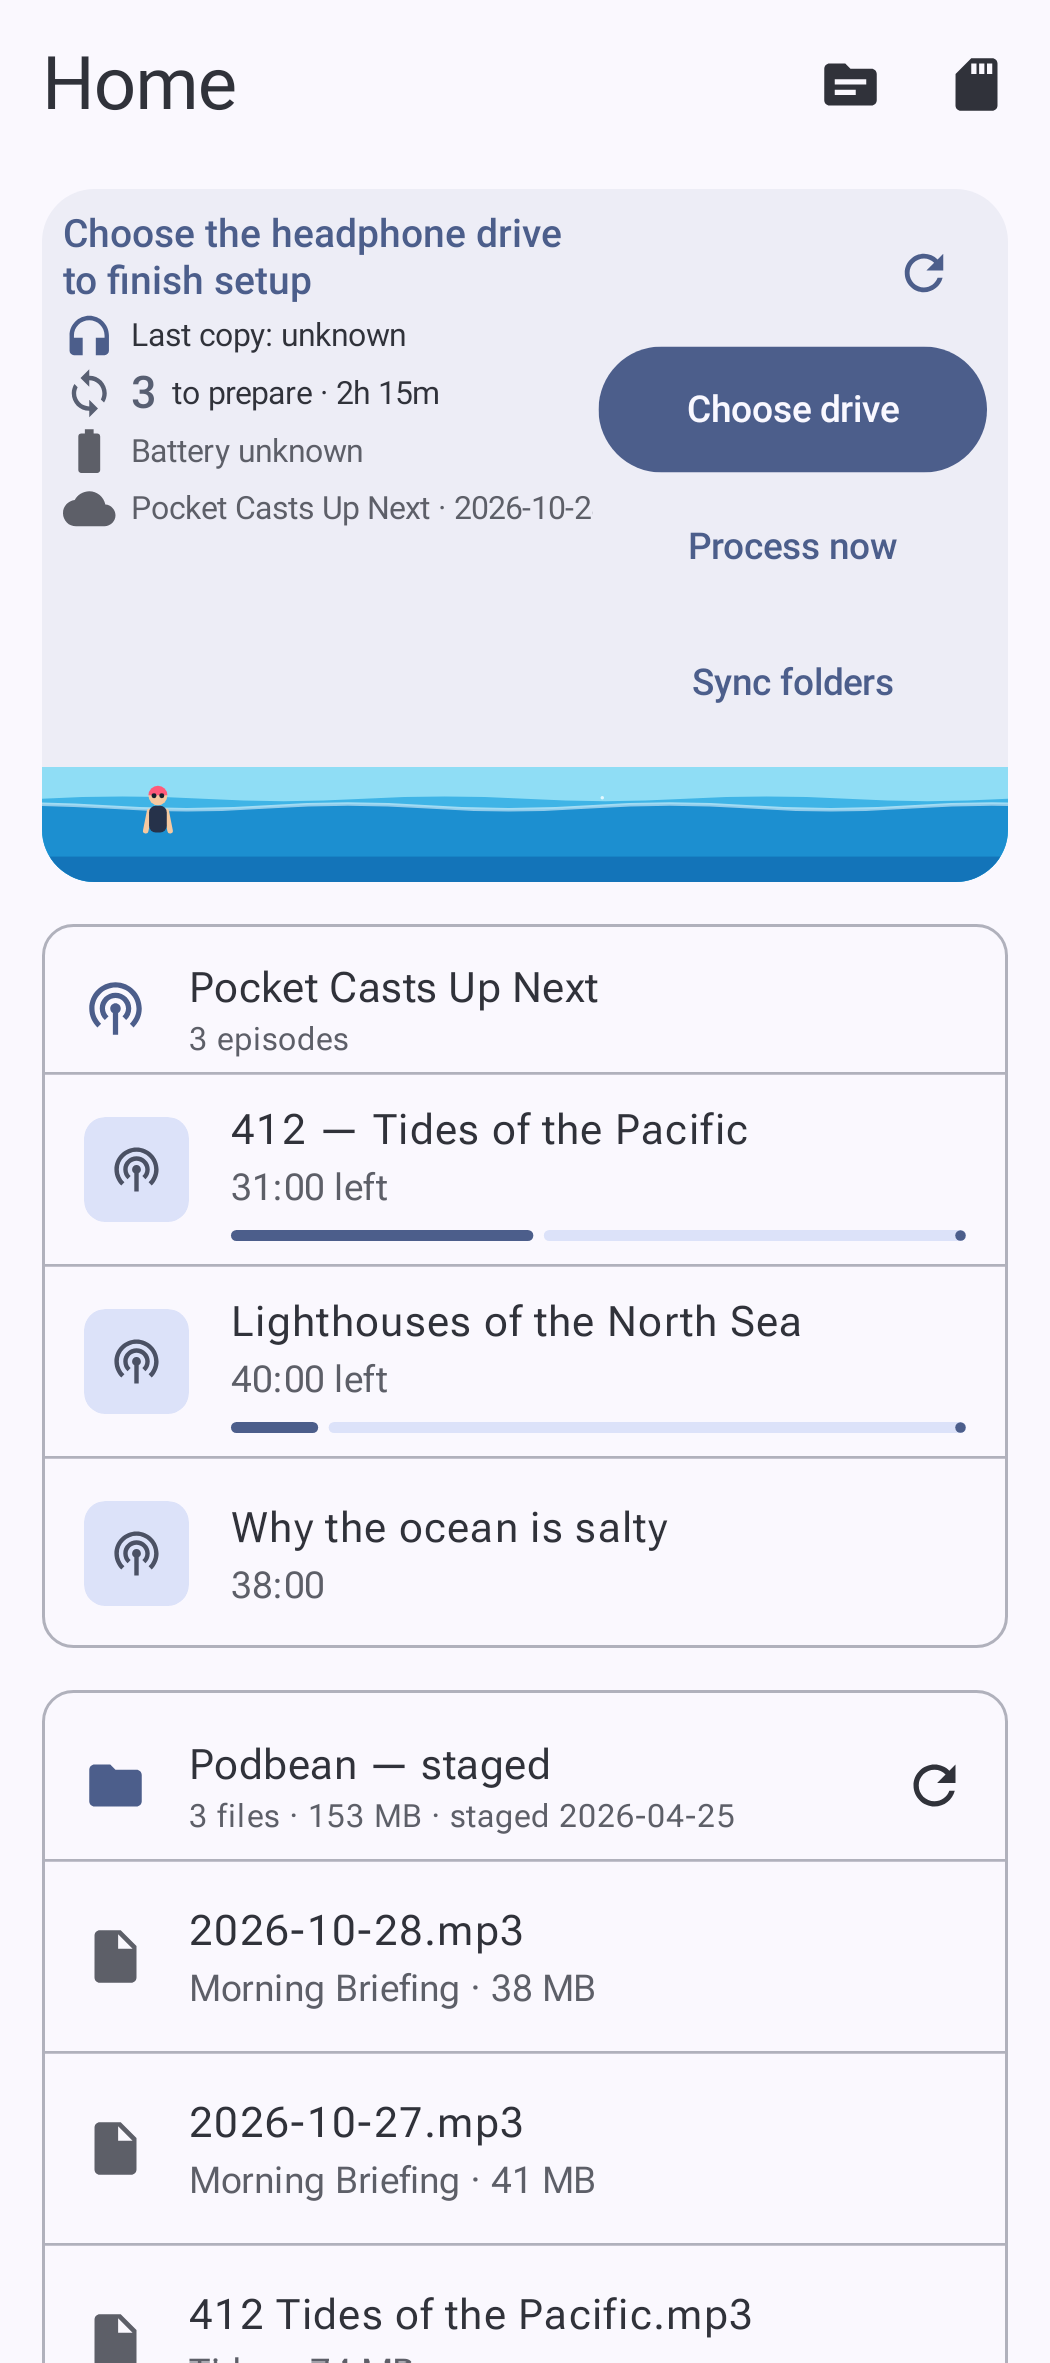 Home
Choose the headphone drive
to finish setup
Last copy: unknown
3 to prepare · 2h 15m
Battery unknown
Pocket Casts Up Next · 2026-10-2
Choose drive
Process now
Sync folders
Pocket Casts Up Next
3 episodes
412 — Tides of the Pacific
31:00 left
Lighthouses of the North Sea
40:00 left
Why the ocean is salty
38:00
Podbean — staged
3 files · 153 MB · staged 2026-04-25
2026-10-28.mp3
Morning Briefing · 38 MB
2026-10-27.mp3
Morning Briefing · 41 MB
412 Tides of the Pacific.mp3